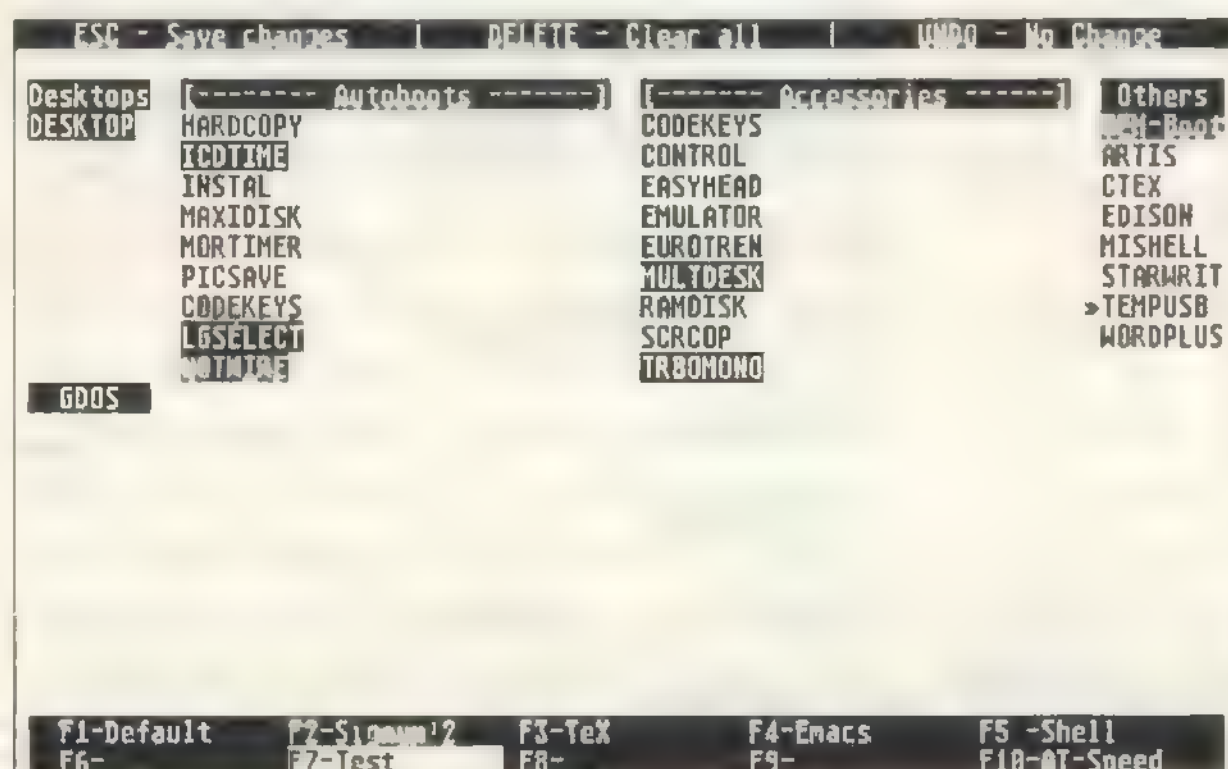 ESC - Save changes | DELETE - Clear all | UNDO - No Change
Desktops [-------- Autoboots -------] [------- Accessories ------] Others
DESKTOP HARDCOPY CODEKEYS
ICDTIME CONTROL ARTIS
INSTAL EASYHEAD CTEX
MAXIDISK EMULATOR EDISON
MORTIMER EUROTREN MISHELL
PICSAVE MULTDESK STARWRIT
CODEKEYS RAMDISK »TEMPUSB
LGSELECT SCRCOP WORDPLUS
TRBOMONO
GDOS
F1-Default F3-TeX F4-Emacs F5 -Shell
F6- F7-Test F8- F9- F10-AT-Speed